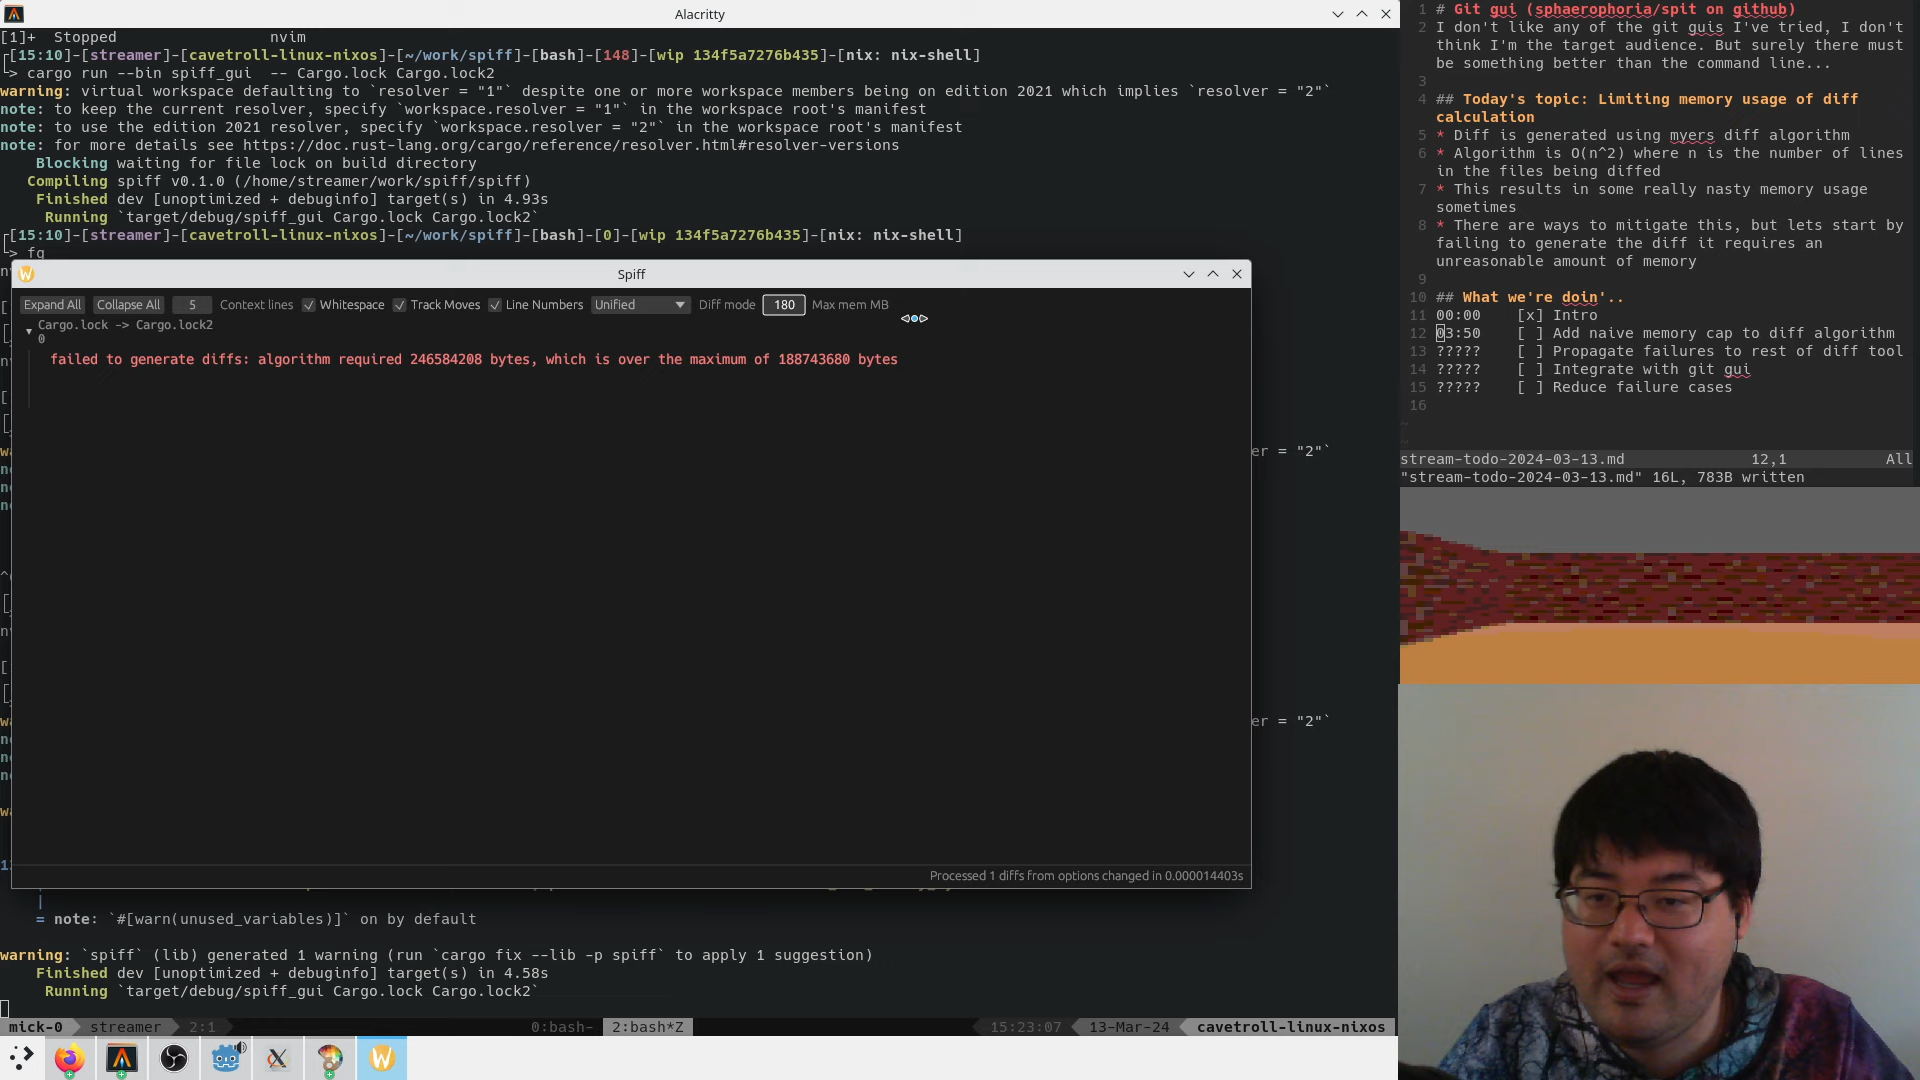 Alacritty
[1]+  Stopped                 nvim
[15:10]-[streamer]-[cavetroll-linux-nixos]-[~/work/spiff]-[bash]-[148]-[wip 134f5a7276b435]-[nix: nix-shell]
> cargo run --bin spiff_gui  -- Cargo.lock Cargo.lock2
warning: virtual workspace defaulting to `resolver = "1"` despite one or more workspace members being on edition 2021 which implies `resolver = "2"`
note: to keep the current resolver, specify `workspace.resolver = "1"` in the workspace root's manifest
note: to use the edition 2021 resolver, specify `workspace.resolver = "2"` in the workspace root's manifest
note: for more details see https://doc.rust-lang.org/cargo/reference/resolver.html#resolver-versions
Blocking waiting for file lock on build directory
Compiling spiff v0.1.0 (/home/streamer/work/spiff/spiff)
Finished dev [unoptimized + debuginfo] target(s) in 4.93s
Running `target/debug/spiff_gui Cargo.lock Cargo.lock2`
[15:10]-[streamer]-[cavetroll-linux-nixos]-[~/work/spiff]-[bash]-[0]-[wip 134f5a7276b435]-[nix: nix-shell]
> fg
Spiff
Expand All Collapse All 5 Context lines Whitespace Track Moves Line Numbers Unified Diff mode 180 Max mem MB
Cargo.lock -> Cargo.lock2
0
failed to generate diffs: algorithm required 246584208 bytes, which is over the maximum of 188743680 bytes
er = "2"`
er = "2"`
Processed 1 diffs from options changed in 0.000014403s
|
= note: `#[warn(unused_variables)]` on by default
warning: `spiff` (lib) generated 1 warning (run `cargo fix --lib -p spiff` to apply 1 suggestion)
Finished dev [unoptimized + debuginfo] target(s) in 4.58s
Running `target/debug/spiff_gui Cargo.lock Cargo.lock2`
mick-0 streamer 2:1 0:bash- 2:bash*Z 15:23:07 13-Mar-24 cavetroll-linux-nixos
1 # Git gui (sphaerophoria/spit on github)
2 I don't like any of the git guis I've tried, I don't
think I'm the target audience. But surely there must
be something better than the command line...
3
4 ## Today's topic: Limiting memory usage of diff
calculation
5 * Diff is generated using myers diff algorithm
6 * Algorithm is O(n^2) where n is the number of lines
in the files being diffed
7 * This results in some really nasty memory usage
sometimes
8 * There are ways to mitigate this, but lets start by
failing to generate the diff it requires an
unreasonable amount of memory
9
10 ## What we're doin'..
11 00:00    [x] Intro
12 03:50    [ ] Add naive memory cap to diff algorithm
13 ?????    [ ] Propagate failures to rest of diff tool
14 ?????    [ ] Integrate with git gui
15 ?????    [ ] Reduce failure cases
16
~
~
stream-todo-2024-03-13.md 12,1 All
"stream-todo-2024-03-13.md" 16L, 783B written